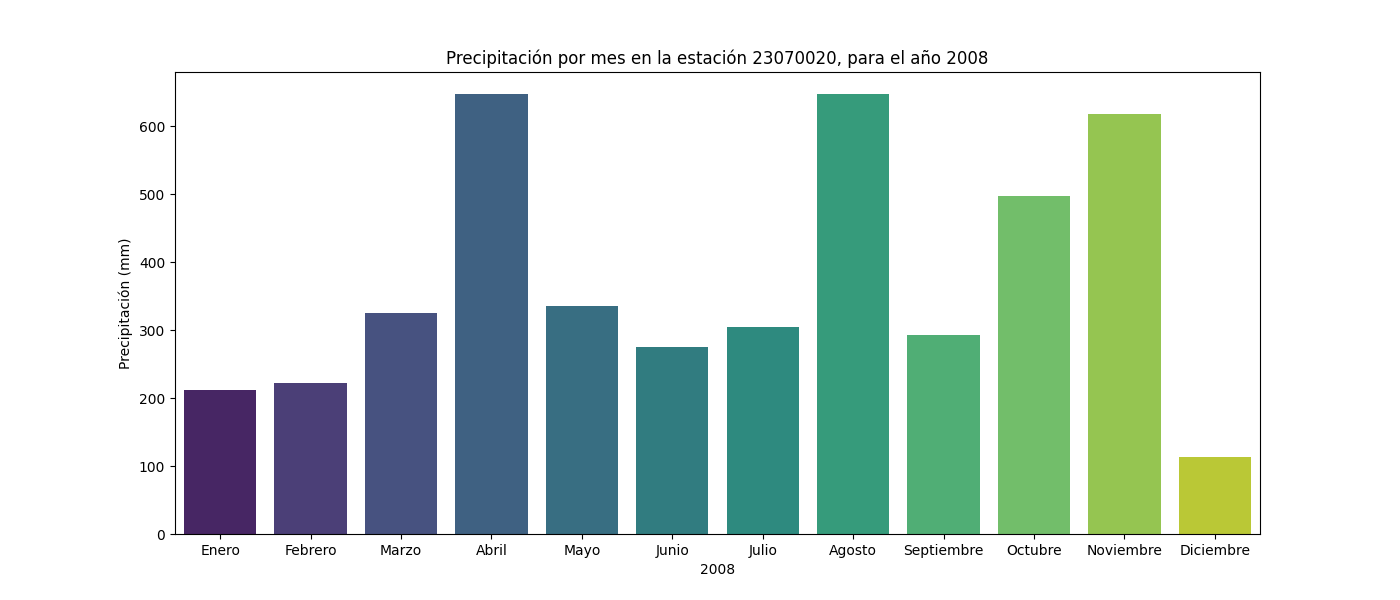 Precipitación por mes en la estación 23070020, para el año 2008
Precipitación (mm)
600
500
400
300
200
100
0
Enero Febrero Marzo Abril Mayo Junio Julio Agosto Septiembre Octubre Noviembre Diciembre
2008